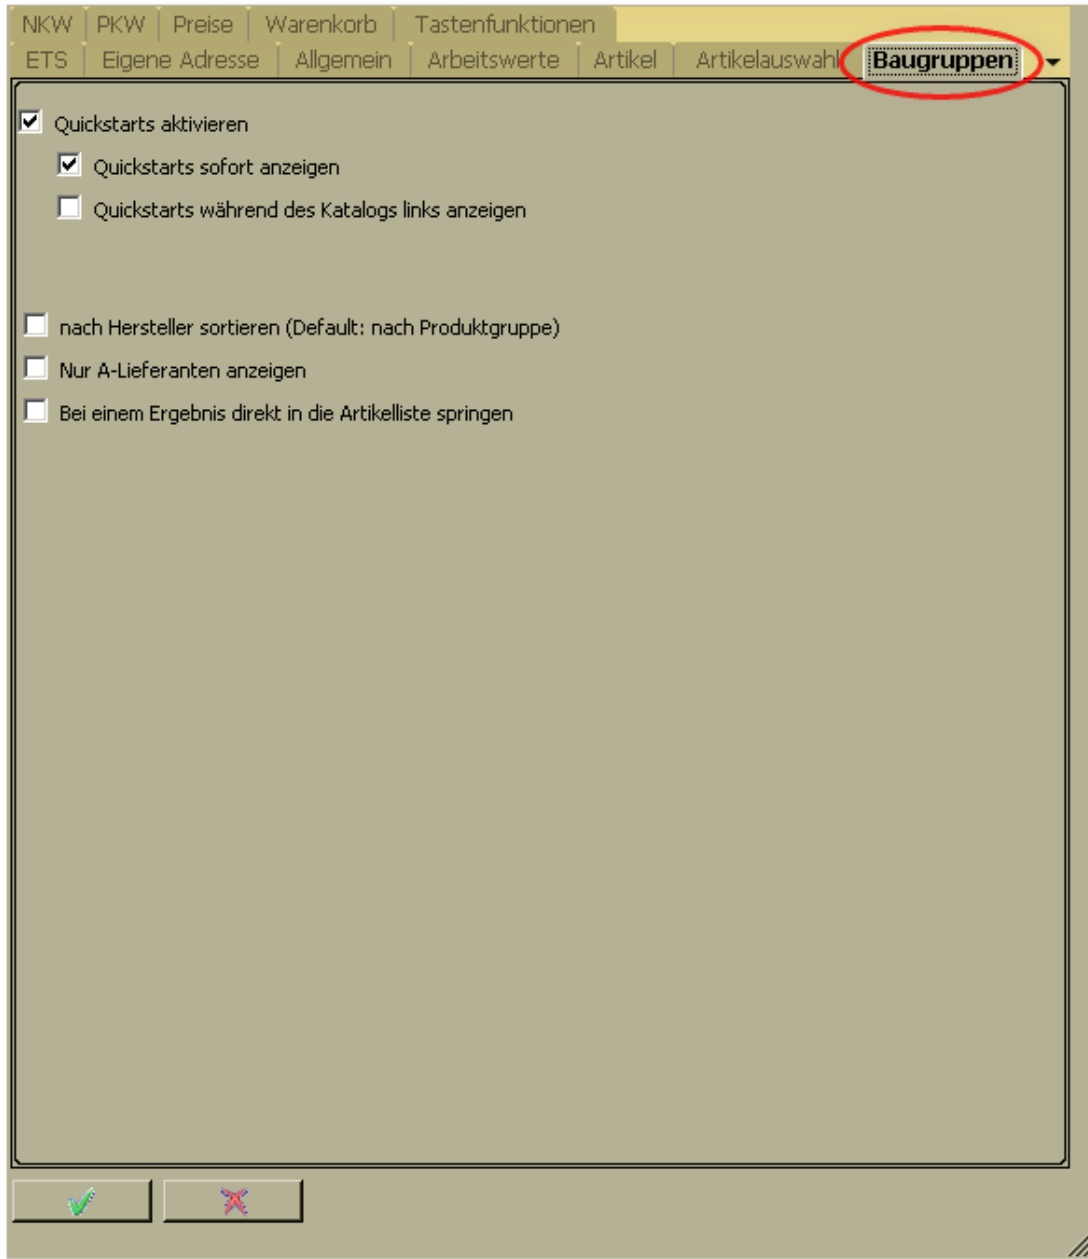 NKW PKW Preise Warenkorb Tastenfunktionen
ETS Eigene Adresse Allgemein Arbeitswerte Artikel Artikelauswahl Baugruppen
Quickstarts aktivieren
Quickstarts sofort anzeigen
Quickstarts während des Katalogs links anzeigen
nach Hersteller sortieren (Default: nach Produktgruppe)
Nur A-Lieferanten anzeigen
Bei einem Ergebnis direkt in die Artikelliste springen